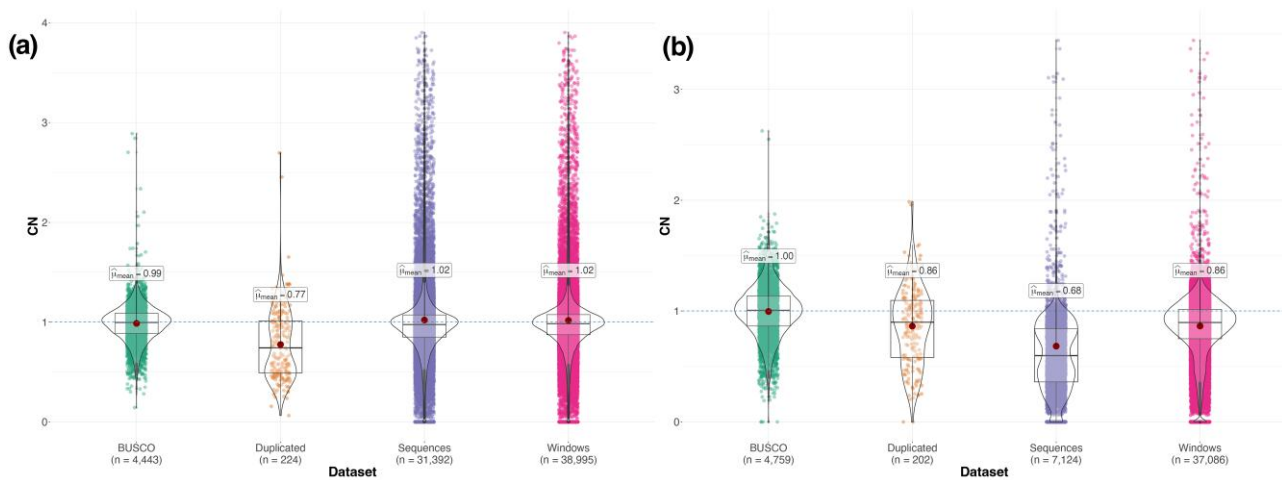 (a)
4
3
2
1
0
CN
μ̂mean = 0.99
μ̂mean = 0.77
μ̂mean = 1.02
μ̂mean = 1.02
BUSCO
(n = 4,443)
Duplicated
(n = 224)
Sequences
(n = 31,392)
Windows
(n = 38,995)
Dataset
(b)
3
2
1
0
CN
μ̂mean = 1.00
μ̂mean = 0.86
μ̂mean = 0.68
μ̂mean = 0.86
BUSCO
(n = 4,759)
Duplicated
(n = 202)
Sequences
(n = 7,124)
Windows
(n = 37,086)
Dataset